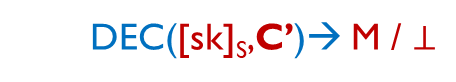 DEC([sk]ₛ,C’)→ M / ⊥